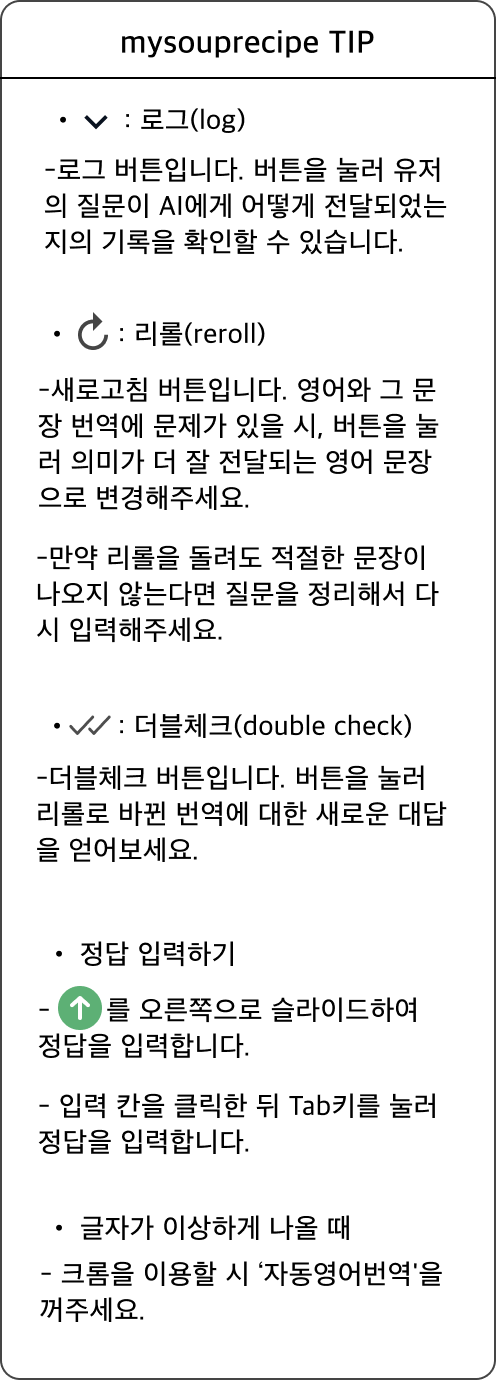 mysouprecipe TIP
• : 로그(log)
-로그 버튼입니다. 버튼을 눌러 유저
의 질문이 AI에게 어떻게 전달되었는
지의 기록을 확인할 수 있습니다.
• : 리롤(reroll)
-새로고침 버튼입니다. 영어와 그 문
장 번역에 문제가 있을 시, 버튼을 눌
러 의미가 더 잘 전달되는 영어 문장
으로 변경해주세요.
-만약 리롤을 돌려도 적절한 문장이
나오지 않는다면 질문을 정리해서 다
시 입력해주세요.
• : 더블체크(double check)
-더블체크 버튼입니다. 버튼을 눌러
리롤로 바뀐 번역에 대한 새로운 대답
을 얻어보세요.
• 정답 입력하기
- 를 오른쪽으로 슬라이드하여
정답을 입력합니다.
- 입력 칸을 클릭한 뒤 Tab키를 눌러
정답을 입력합니다.
• 글자가 이상하게 나올 때
- 크롬을 이용할 시 ‘자동영어번역'을
꺼주세요.